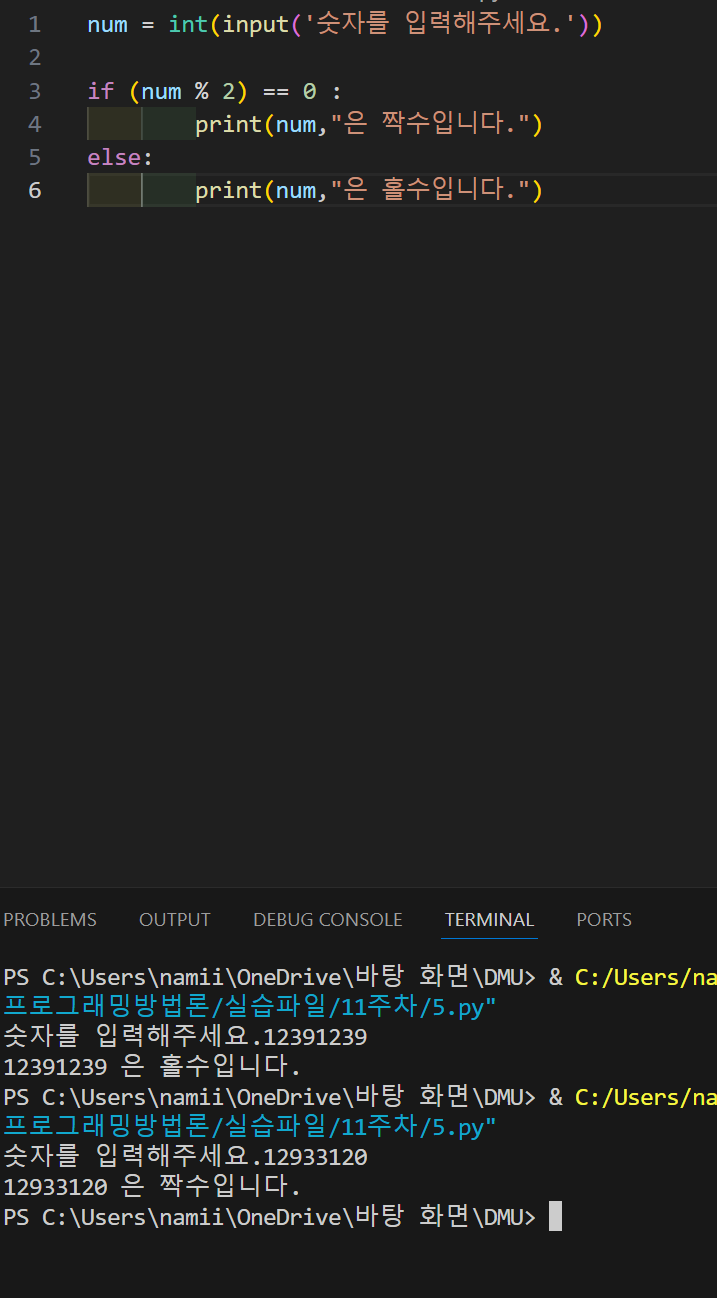 1 num = int(input('숫자를 입력해주세요.'))
2
3 if (num % 2) == 0 :
4 print(num,"은 짝수입니다.")
5 else:
6 print(num,"은 홀수입니다.")
PROBLEMS OUTPUT DEBUG CONSOLE TERMINAL PORTS
PS C:\Users\namii\OneDrive\바탕 화면\DMU> & C:/Users/na
프로그래밍방법론/실습파일/11주차/5.py"
숫자를 입력해주세요.12391239
12391239 은 홀수입니다.
PS C:\Users\namii\OneDrive\바탕 화면\DMU> & C:/Users/na
프로그래밍방법론/실습파일/11주차/5.py"
숫자를 입력해주세요.12933120
12933120 은 짝수입니다.
PS C:\Users\namii\OneDrive\바탕 화면\DMU>